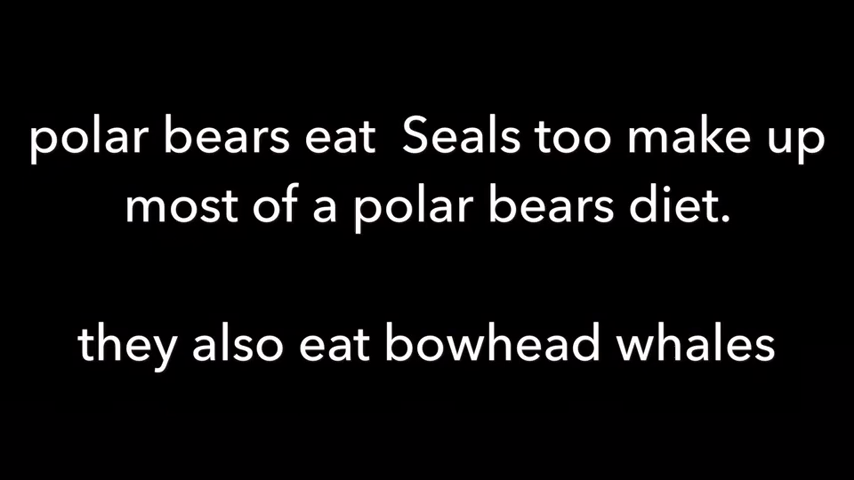 polar bears eat  Seals too make up
most of a polar bears diet.
they also eat bowhead whales